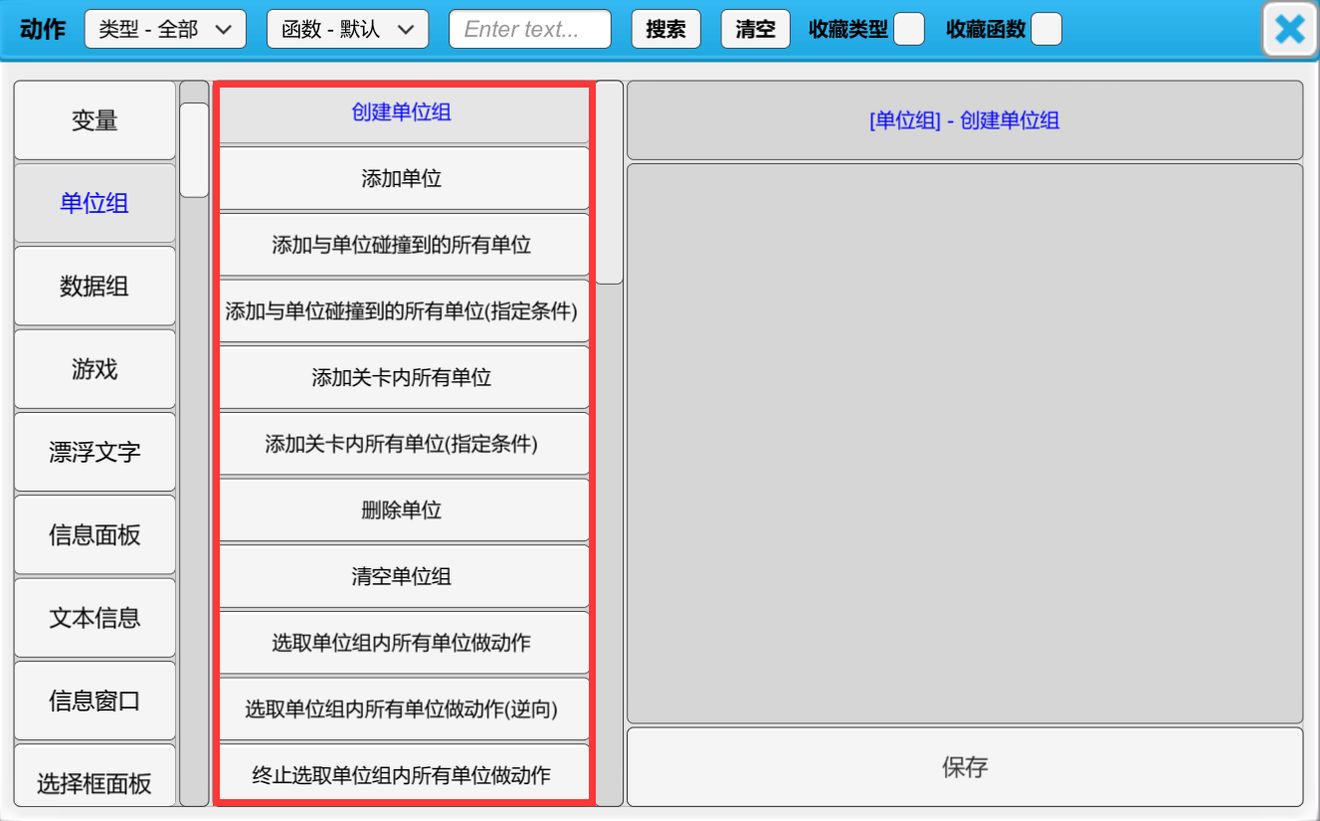 动作
类型 - 全部
函数 - 默认
Enter text...
搜索
清空
收藏类型
收藏函数
变量
单位组
数据组
游戏
漂浮文字
信息面板
文本信息
信息窗口
选择框面板
创建单位组
添加单位
添加与单位碰撞到的所有单位
添加与单位碰撞到的所有单位(指定条件)
添加关卡内所有单位
添加关卡内所有单位(指定条件)
删除单位
清空单位组
选取单位组内所有单位做动作
选取单位组内所有单位做动作(逆向)
终止选取单位组内所有单位做动作
[单位组] - 创建单位组
保存